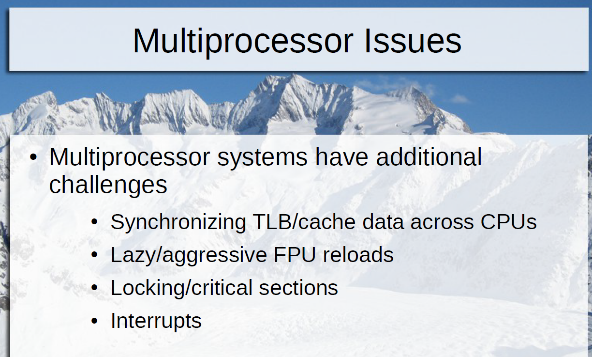 Multiprocessor Issues
• Multiprocessor systems have additional
challenges
• Synchronizing TLB/cache data across CPUs
• Lazy/aggressive FPU reloads
• Locking/critical sections
• Interrupts